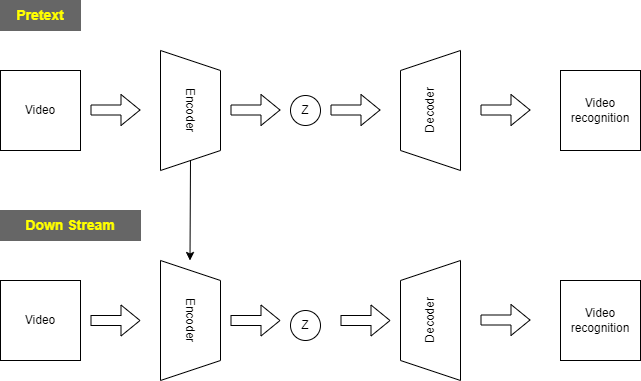 Pretext
Video
Encoder
Z
Decoder
Video
recognition
Down Stream
Video
Encoder
Z
Decoder
Video
recognition